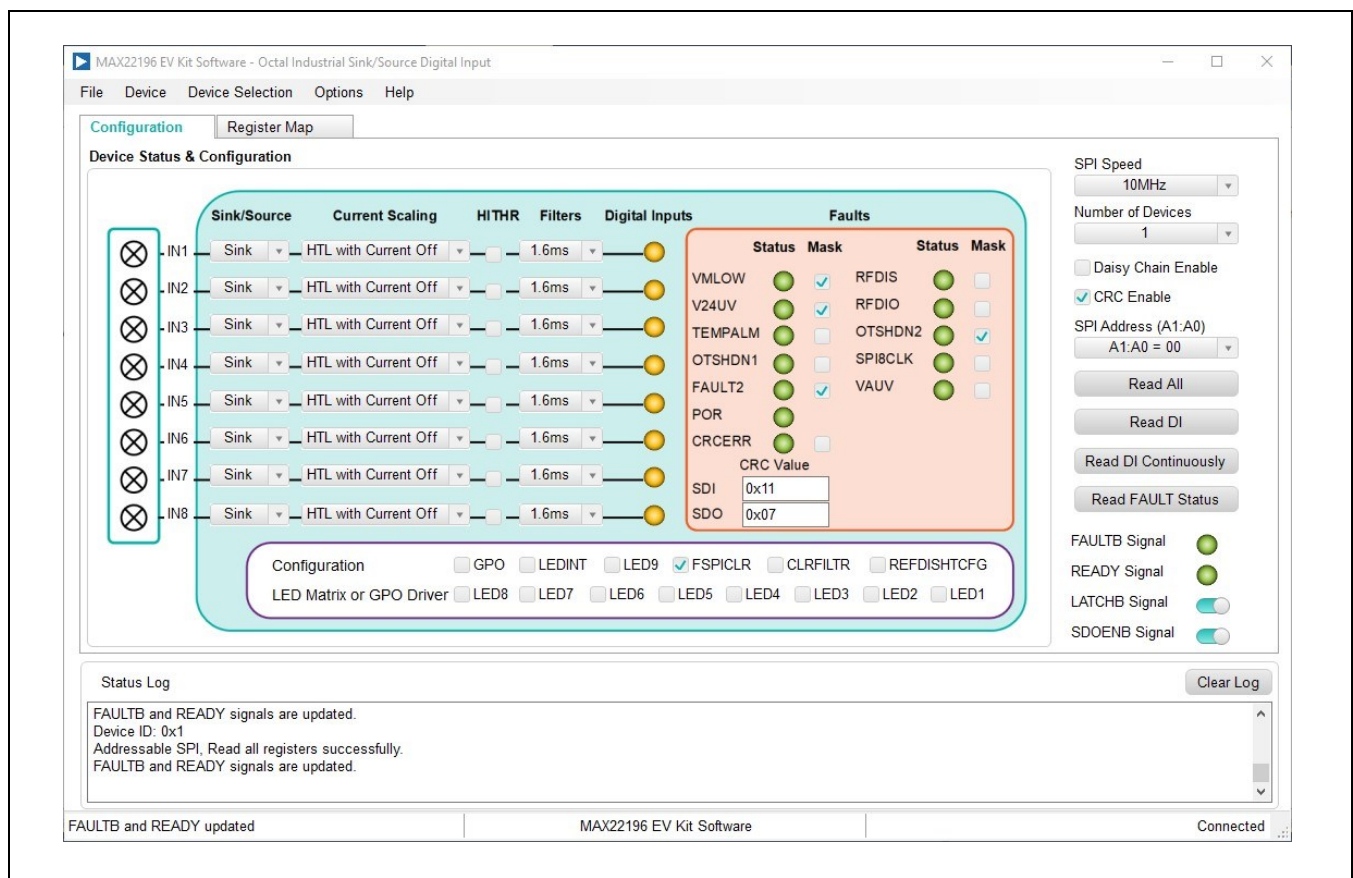 MAX22196 EV Kit Software - Octal Industrial Sink/Source Digital Input
File Device Device Selection Options Help
Configuration Register Map
Device Status & Configuration
Sink/Source Current Scaling HITHR Filters Digital Inputs Faults
Status Mask Status Mask
IN1 Sink HTL with Current Off 1.6ms
IN2 Sink HTL with Current Off 1.6ms
IN3 Sink HTL with Current Off 1.6ms
IN4 Sink HTL with Current Off 1.6ms
IN5 Sink HTL with Current Off 1.6ms
IN6 Sink HTL with Current Off 1.6ms
IN7 Sink HTL with Current Off 1.6ms
IN8 Sink HTL with Current Off 1.6ms
VMLOW RFDIS
V24UV RFDIO
TEMPALM OTSHDN2
OTSHDN1 SPI8CLK
FAULT2 VAUV
POR
CRCERR
CRC Value
SDI 0x11
SDO 0x07
Configuration GPO LEDINT LED9 FSPICLR CLRFILTR REFDISHTCFG
LED Matrix or GPO Driver LED8 LED7 LED6 LED5 LED4 LED3 LED2 LED1
SPI Speed
10MHz
Number of Devices
1
Daisy Chain Enable
CRC Enable
SPI Address (A1:A0)
A1:A0 = 00
Read All
Read DI
Read DI Continuously
Read FAULT Status
FAULTB Signal
READY Signal
LATCHB Signal
SDOENB Signal
Status Log Clear Log
FAULTB and READY signals are updated.
Device ID: 0x1
Addressable SPI, Read all registers successfully.
FAULTB and READY signals are updated.
FAULTB and READY updated MAX22196 EV Kit Software Connected